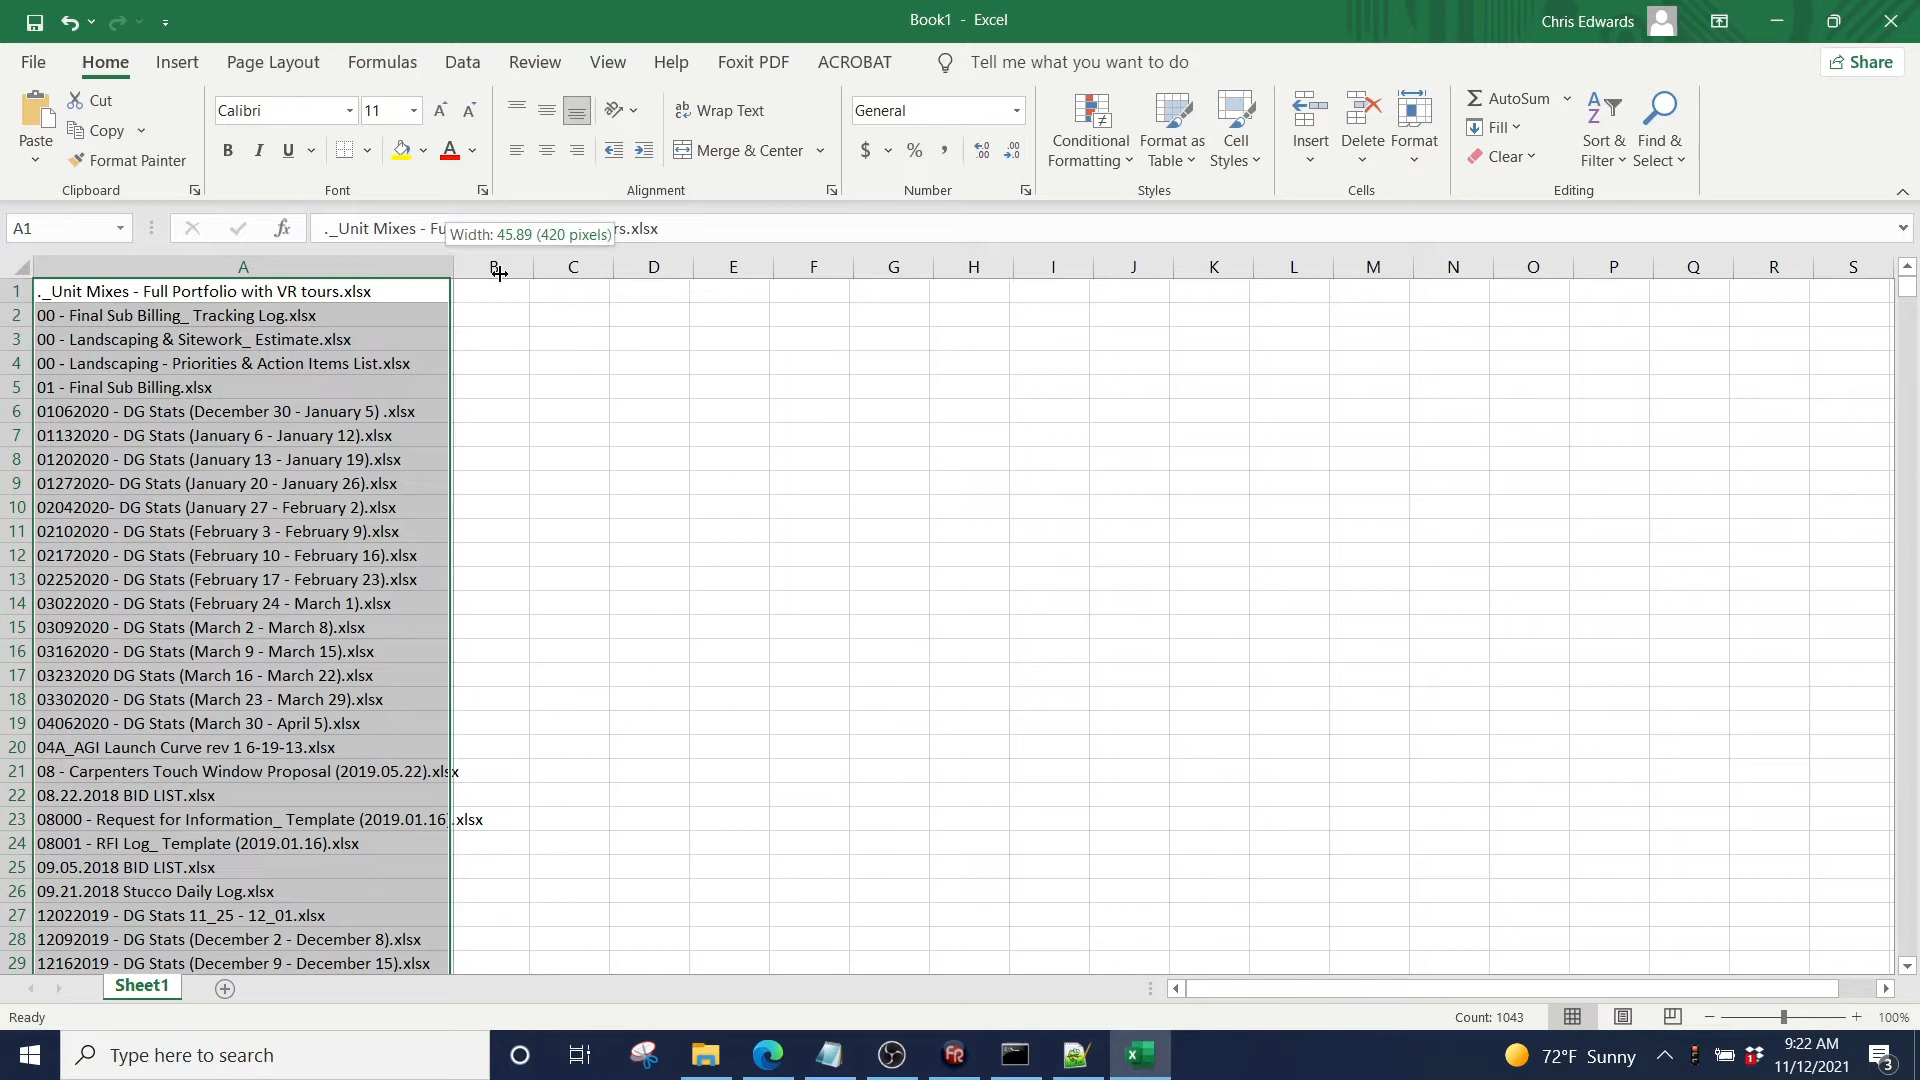 Book1 - Excel
Chris Edwards
File Home Insert Page Layout Formulas Data Review View Help Foxit PDF ACROBAT Tell me what you want to do Share
Cut
Copy
Format Painter
Paste
Clipboard
Calibri 11
B I U
Font
Wrap Text
Merge & Center
Alignment
General
$ % ,
Number
Conditional Formatting
Format as Table
Cell Styles
Styles
Insert Delete Format
Cells
AutoSum
Fill
Clear
Sort & Filter
Find & Select
Editing
A1
fx
._Unit Mixes - Fu
rs.xlsx
Width: 45.89 (420 pixels)
A B C D E F G H I J K L M N O P Q R S
1 ._Unit Mixes - Full Portfolio with VR tours.xlsx
2 00 - Final Sub Billing_ Tracking Log.xlsx
3 00 - Landscaping & Sitework_ Estimate.xlsx
4 00 - Landscaping - Priorities & Action Items List.xlsx
5 01 - Final Sub Billing.xlsx
6 01062020 - DG Stats (December 30 - January 5) .xlsx
7 01132020 - DG Stats (January 6 - January 12).xlsx
8 01202020 - DG Stats (January 13 - January 19).xlsx
9 01272020- DG Stats (January 20 - January 26).xlsx
10 02042020- DG Stats (January 27 - February 2).xlsx
11 02102020 - DG Stats (February 3 - February 9).xlsx
12 02172020 - DG Stats (February 10 - February 16).xlsx
13 02252020 - DG Stats (February 17 - February 23).xlsx
14 03022020 - DG Stats (February 24 - March 1).xlsx
15 03092020 - DG Stats (March 2 - March 8).xlsx
16 03162020 - DG Stats (March 9 - March 15).xlsx
17 03232020 DG Stats (March 16 - March 22).xlsx
18 03302020 - DG Stats (March 23 - March 29).xlsx
19 04062020 - DG Stats (March 30 - April 5).xlsx
20 04A_AGI Launch Curve rev 1 6-19-13.xlsx
21 08 - Carpenters Touch Window Proposal (2019.05.22).xlsx
22 08.22.2018 BID LIST.xlsx
23 08000 - Request for Information_ Template (2019.01.16).xlsx
24 08001 - RFI Log_ Template (2019.01.16).xlsx
25 09.05.2018 BID LIST.xlsx
26 09.21.2018 Stucco Daily Log.xlsx
27 12022019 - DG Stats 11_25 - 12_01.xlsx
28 12092019 - DG Stats (December 2 - December 8).xlsx
29 12162019 - DG Stats (December 9 - December 15).xlsx
Sheet1
Ready
Count: 1043
100%
Type here to search
72°F Sunny
9:22 AM
11/12/2021
3